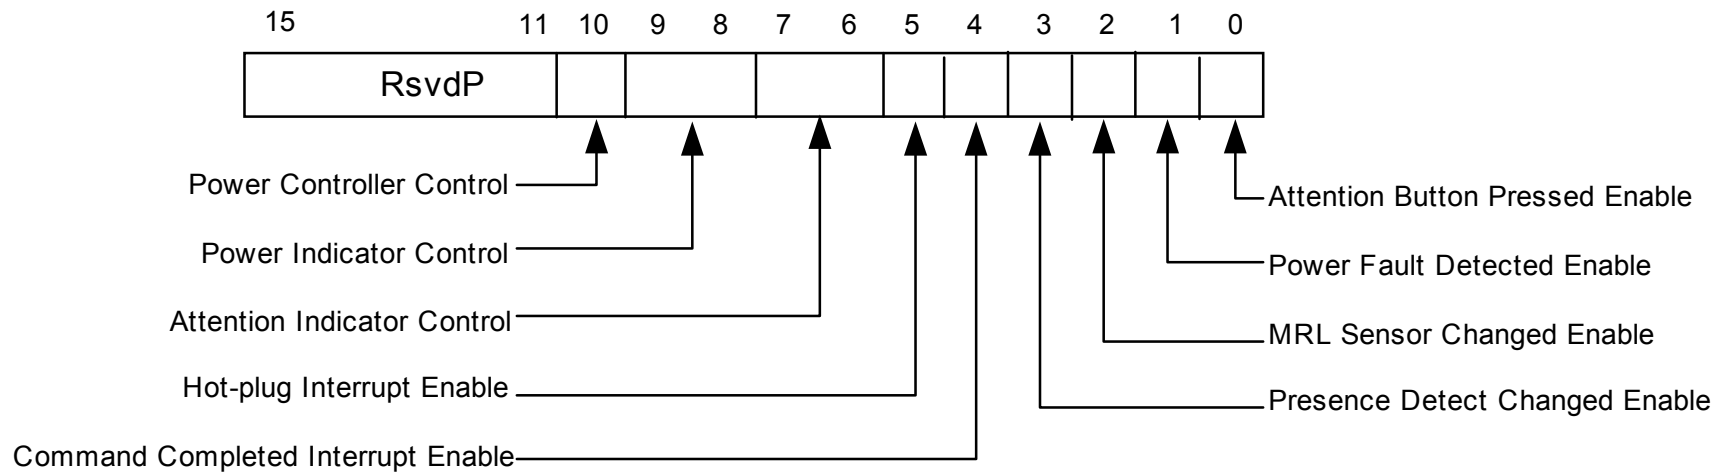 15 11 10 9 8 7 6 5 4 3 2 1 0
RsvdP
Power Controller Control
Attention Button Pressed Enable
Power Indicator Control
Power Fault Detected Enable
Attention Indicator Control
MRL Sensor Changed Enable
Hot-plug Interrupt Enable
Presence Detect Changed Enable
Command Completed Interrupt Enable